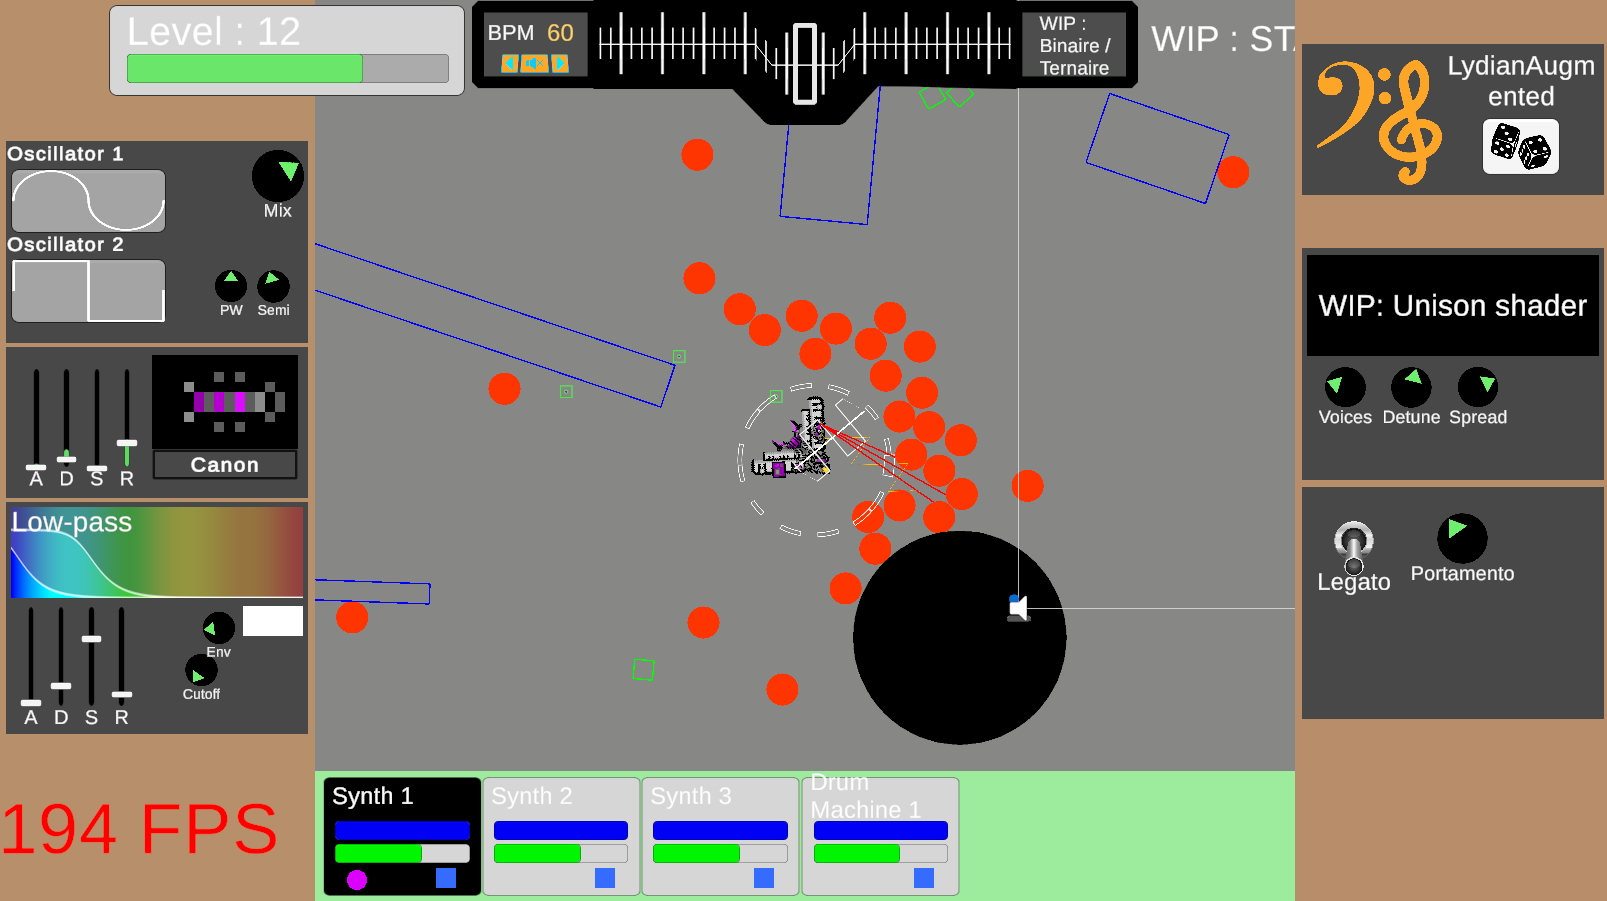 Level : 12
BPM 60
WIP :
Binaire /
Ternaire
WIP : ST
LydianAugm
ented
Oscillator 1
Mix
Oscillator 2
PW
Semi
A D S R
Canon
Low-pass
Env
Cutoff
A D S R
WIP: Unison shader
Voices
Detune
Spread
Legato
Portamento
194 FPS
Synth 1
Synth 2
Synth 3
Drum
Machine 1